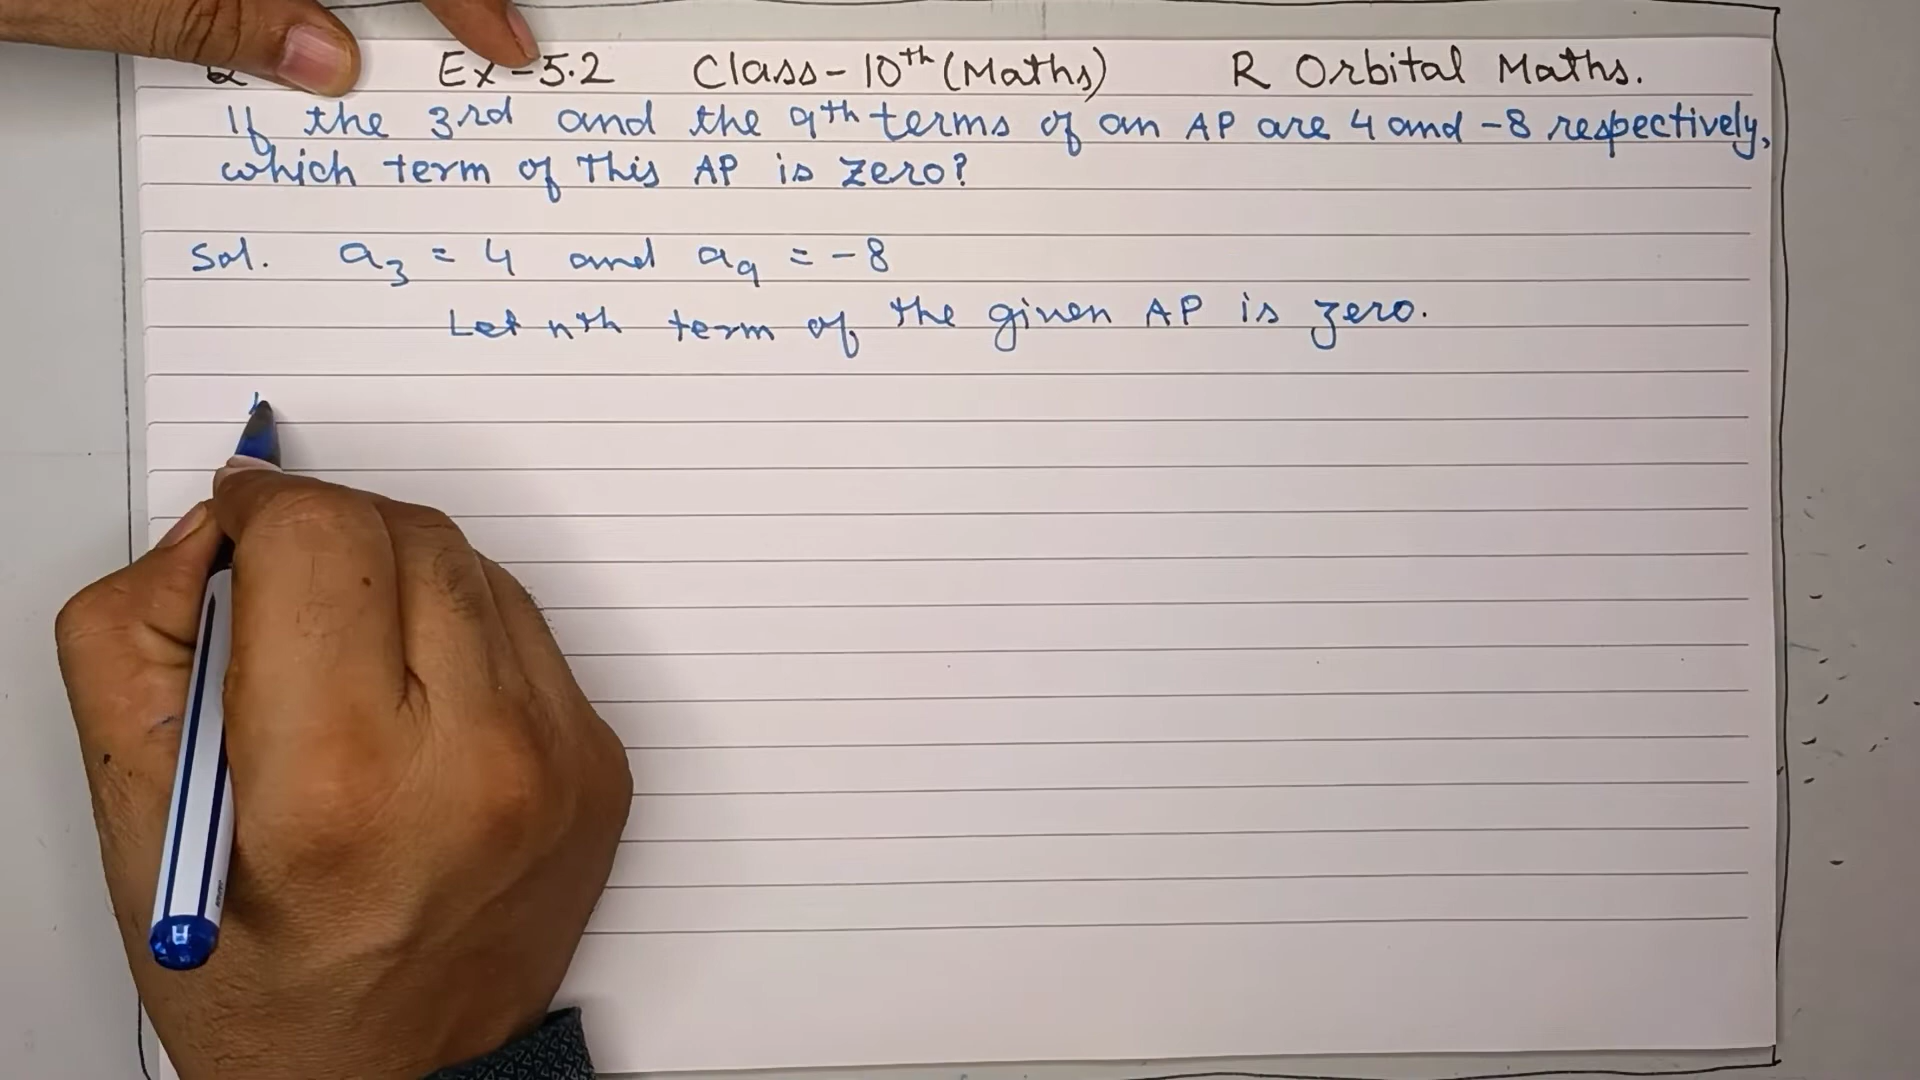 Ex-5.2 Class-10th (Maths) R Orbital Maths.
If the 3rd and the 9th terms of an AP are 4 and -8 respectively,
which term of this AP is zero?
Sol. a₃ = 4 and a₉ = -8
Let nth term of the given AP is zero.